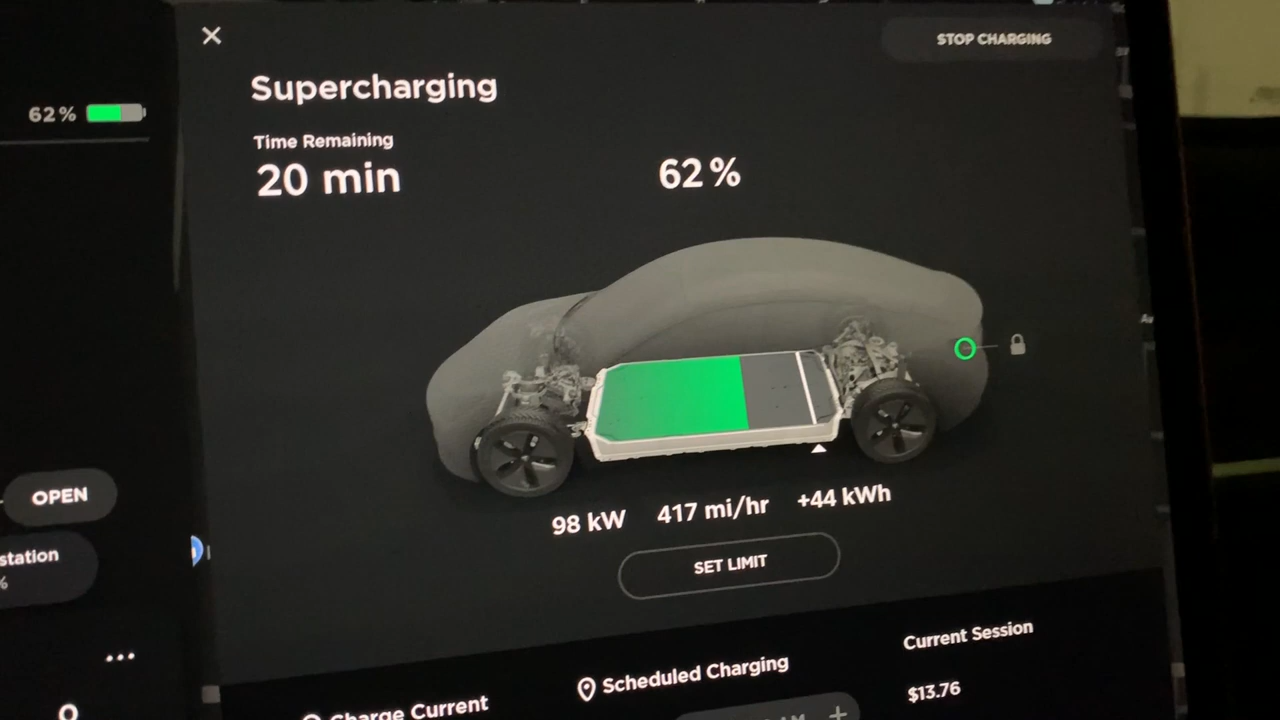 STOP CHARGING
Supercharging
62%
Time Remaining
20 min
62%
98 kW 417 mi/hr +44 kWh
OPEN
SET LIMIT
station
%
Current Session
Scheduled Charging
$13.76
Charge Current